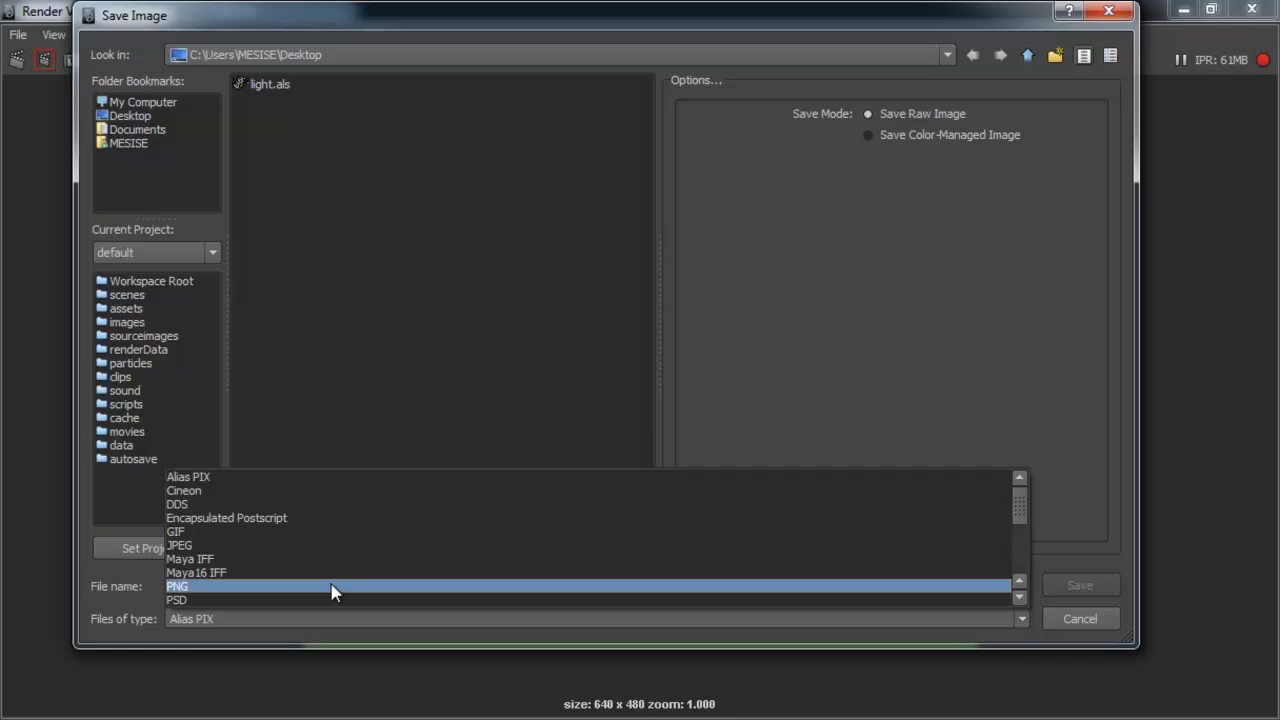 Render V
Save Image
File
View
IPR: 61MB
Look in:
C:\Users\MESISE\Desktop
Folder Bookmarks:
My Computer
Desktop
Documents
MESISE
light.als
Options...
Save Mode:
Save Raw Image
Save Color-Managed Image
Current Project:
default
Workspace Root
scenes
assets
images
sourceimages
renderData
particles
clips
sound
scripts
cache
movies
data
autosave
Set Proj
Alias PIX
Cineon
DDS
Encapsulated Postscript
GIF
JPEG
Maya IFF
Maya16 IFF
PNG
PSD
File name:
Save
Files of type:
Alias PIX
Cancel
size: 640 x 480 zoom: 1.000